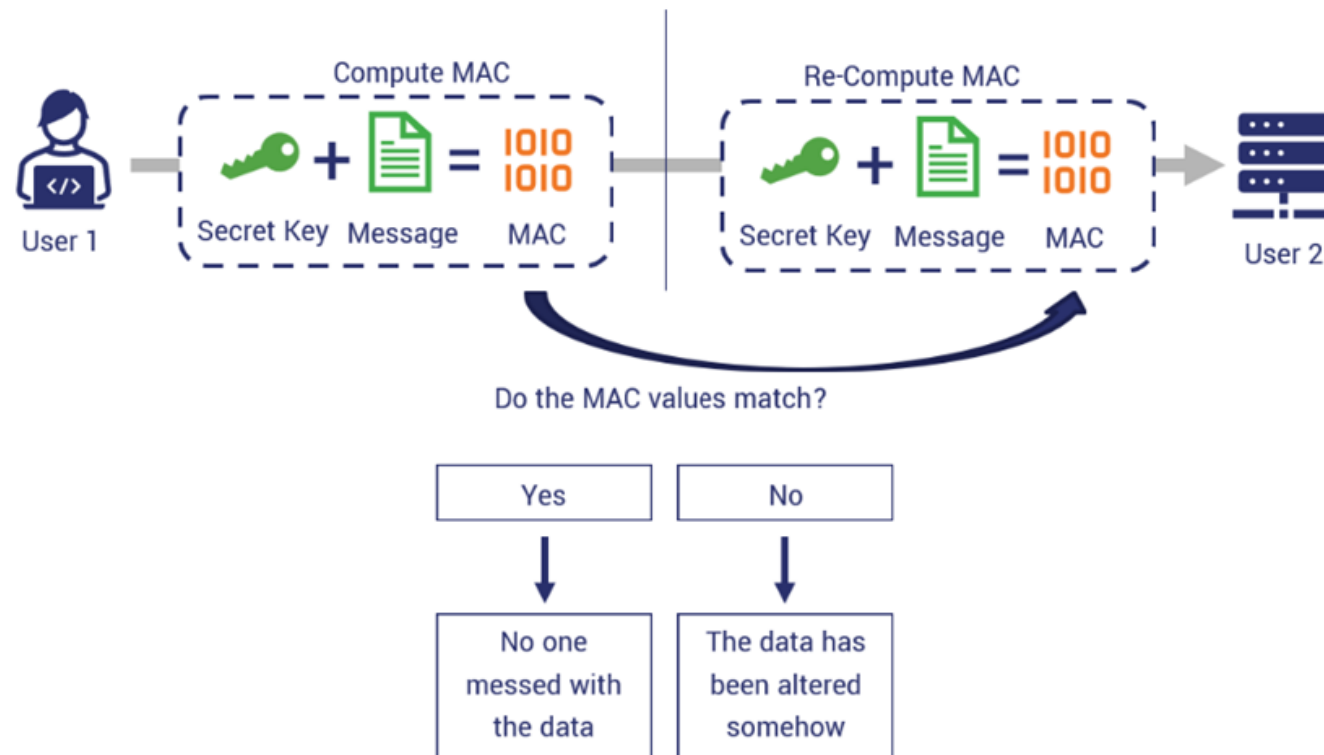 Compute MAC
Re-Compute MAC
1010
1010
1010
1010
</>
Secret Key
Message
MAC
Secret Key
Message
MAC
User 1
User 2
Do the MAC values match?
Yes
No
No one
messed with
the data
The data has
been altered
somehow